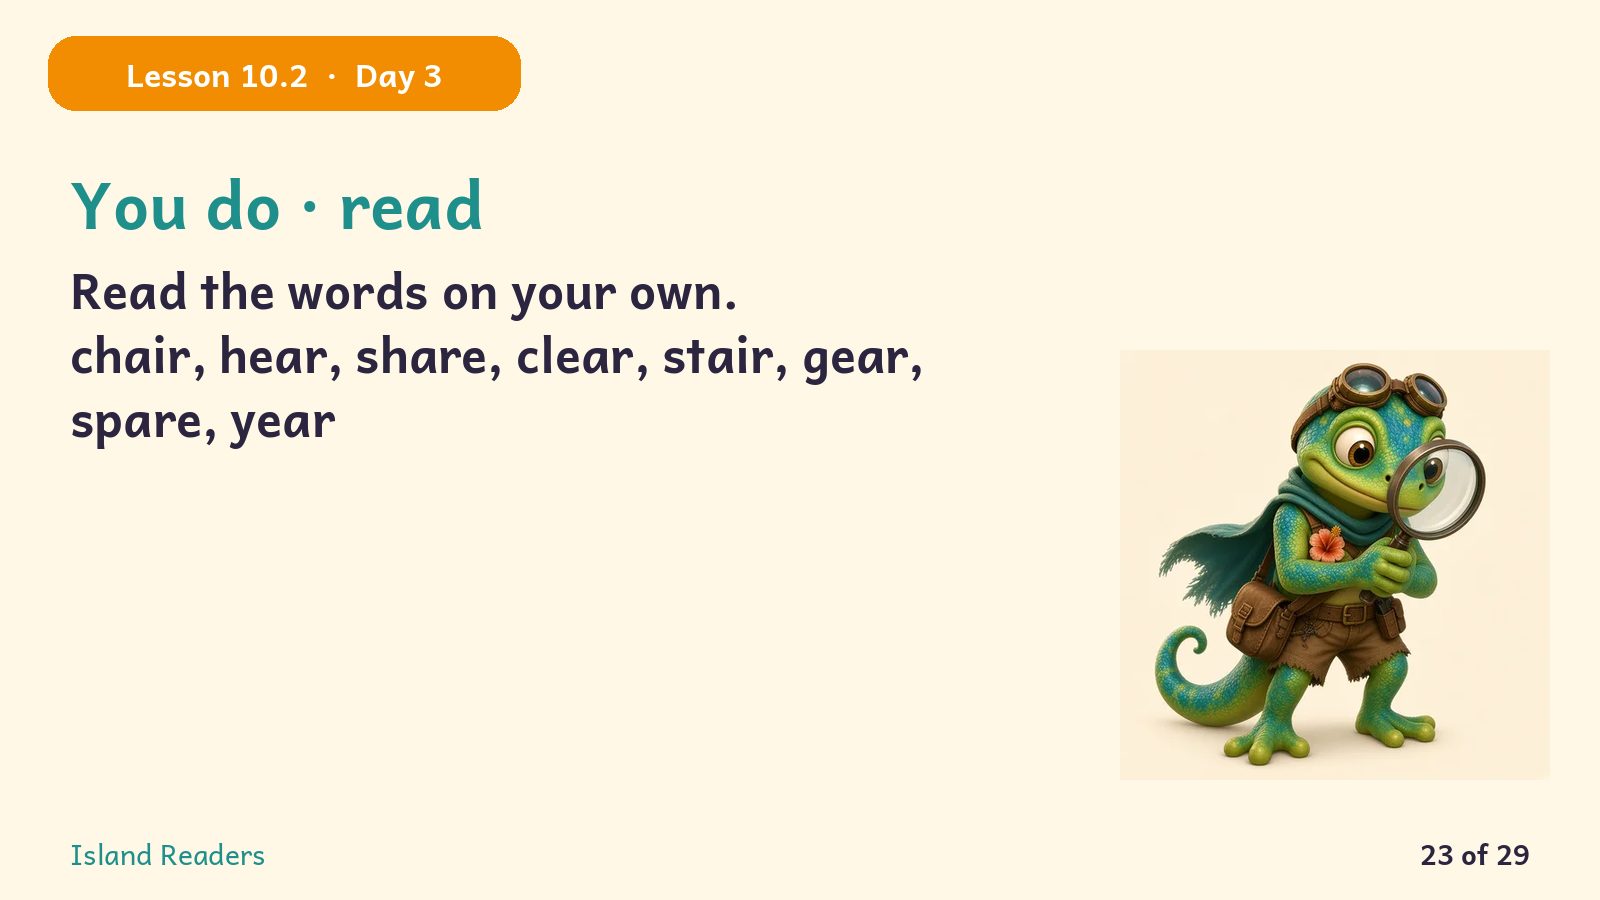 Lesson 10.2 · Day 3
You do · read
Read the words on your own.
chair, hear, share, clear, stair, gear,
spare, year
Island Readers
23 of 29